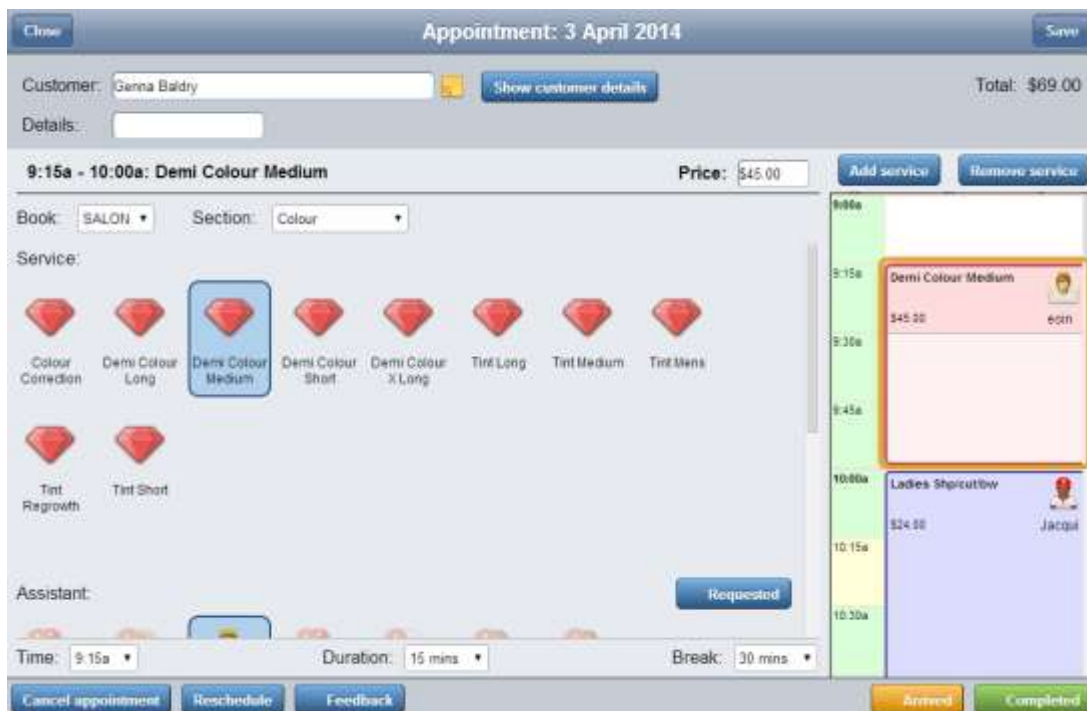 Close Appointment: 3 April 2014 Save
Customer: Genna Baldry Show customer details Total: $69.00
Details:
9:15a - 10:00a: Demi Colour Medium Price: $45.00 Add service Remove service
Book: SALON Section: Colour
Service:
Colour Correction
Demi Colour Long
Demi Colour Medium
Demi Colour Short
Demi Colour X Long
Tint Long
Tint Medium
Tint Mens
Tint Regrowth
Tint Short
Assistant: Requested
Time: 9:15a Duration: 15 mins Break: 30 mins
9:00a
9:15a
Demi Colour Medium
$45.00
9:30a
9:45a
10:00a
Ladies Shp/cut/bw
$24.00 Jacqui
10:15a
10:30a
Cancel appointment Reschedule Feedback Arrived Completed